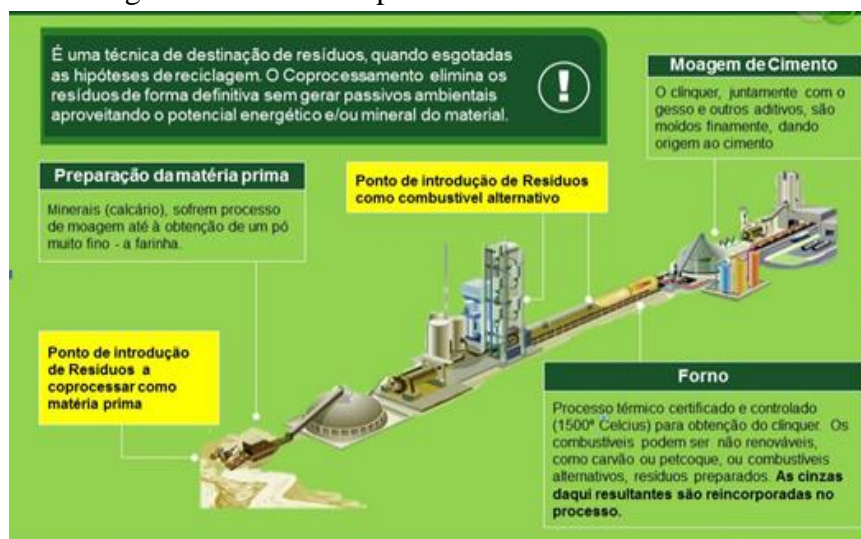 É uma técnica de destinação de resíduos, quando esgotadas
as hipóteses de reciclagem. O Coprocessamento elimina os
resíduos de forma definitiva sem gerar passivos ambientais
aproveitando o potencial energético e/ou mineral do material.
Moagem de Cimento
O clínquer, juntamente com o
gesso e outros aditivos, são
moídos finamente, dando
origem ao cimento
Preparação da matéria prima
Minerais (calcário), sofrem processo
de moagem até à obtenção de um pó
muito fino - a farinha.
Ponto de introdução de Resíduos
como combustível alternativo
Ponto de introdução
de Resíduos a
coprocessar como
matéria prima
Forno
Processo térmico certificado e controlado
(1500º Celcius) para obtenção do clínquer. Os
combustíveis podem ser não renováveis,
como carvão ou petcoque, ou combustíveis
alternativos, resíduos preparados. As cinzas
daqui resultantes são reincorporadas no
processo.